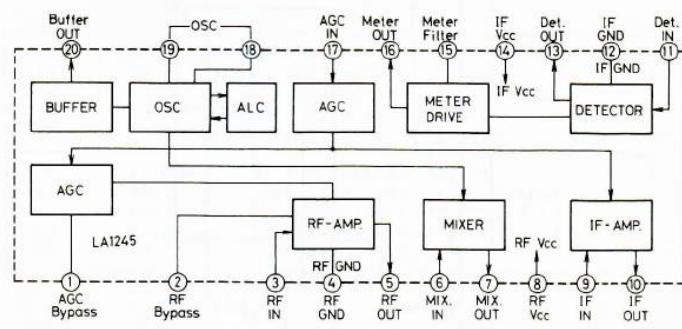 Buffer
OUT
OSC
AGC
IN
Meter
OUT
Meter
Filter
IF
Vcc
Det.
OUT
IF
GND
Det.
IN
20
19
18
17
16
15
14
13
12
11
IF Vcc
IF GND
BUFFER
OSC
ALC
AGC
METER
DRIVE
DETECTOR
AGC
RF-AMP.
MIXER
IF-AMP.
LA1245
RF GND
RF Vcc
1
2
3
4
5
6
7
8
9
10
AGC
Bypass
RF
Bypass
RF
IN
RF
GND
RF
OUT
MIX.
IN
MIX.
OUT
RF
Vcc
IF
IN
IF
OUT